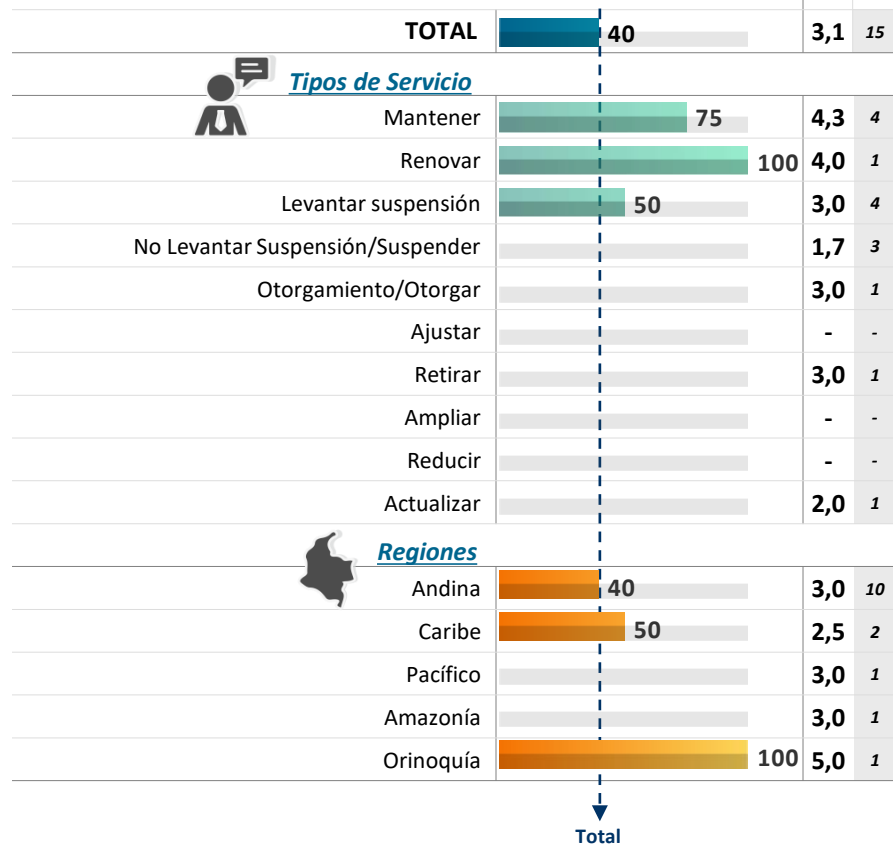 TOTAL 40 3,1 15
Tipos de Servicio
Mantener 75 4,3 4
Renovar 100 4,0 1
Levantar suspensión 50 3,0 4
No Levantar Suspensión/Suspender 1,7 3
Otorgamiento/Otorgar 3,0 1
Ajustar - -
Retirar 3,0 1
Ampliar - -
Reducir - -
Actualizar 2,0 1
Regiones
Andina 40 3,0 10
Caribe 50 2,5 2
Pacífico 3,0 1
Amazonía 3,0 1
Orinoquía 100 5,0 1
Total